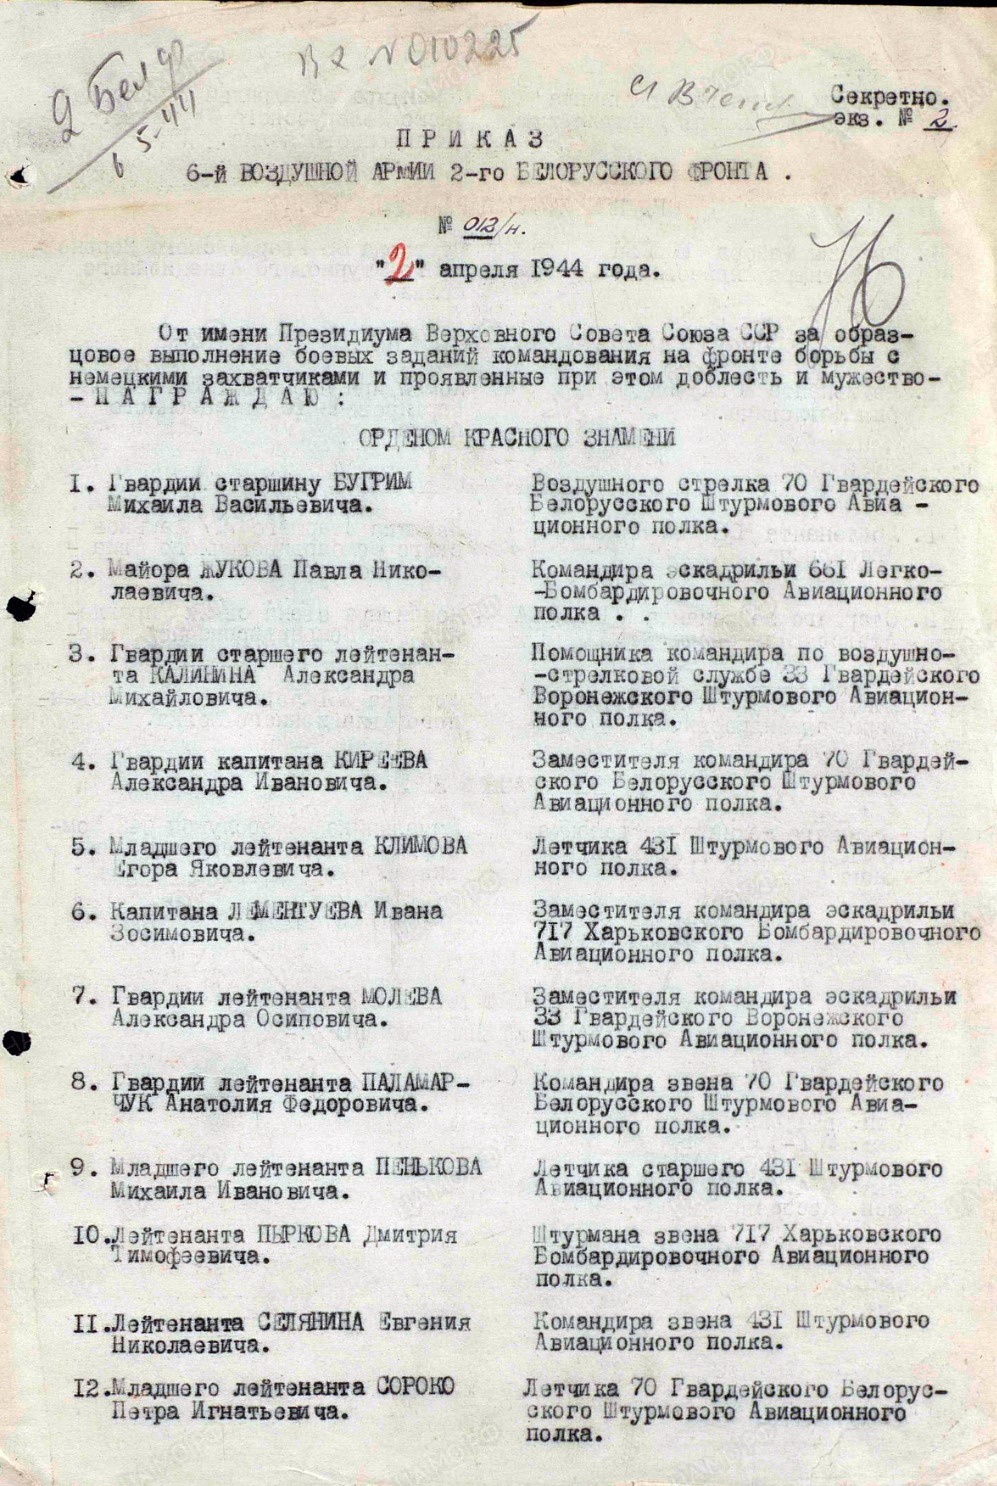 2 Бел ф
6 5-44
Вх № 010225
Секретно.
экз. № 2
ПРИКАЗ
6-й ВОЗДУШНОЙ АРМИИ 2-го БЕЛОРУССКОГО ФРОНТА .
№ 013/н.
"2" апреля 1944 года.
От имени Президиума Верховного Совета Союза ССР за образ-
цовое выполнение боевых заданий командования на фронте борьбы с
немецкими захватчиками и проявленные при этом доблесть и мужество-
- Н А Г Р А Ж Д А Ю :
ОРДЕНОМ КРАСНОГО ЗНАМЕНИ
I. Гвардии старшину БУГРИМ
Михаила Васильевича.
Воздушного стрелка 70 Гвардейского
Белорусского Штурмового Авиа -
ционного полка.
2. Майора ЖУКОВА Павла Нико-
лаевича.
Командира эскадрильи 661 Легко-
-Бомбардировочного Авиационного
полка . .
3. Гвардии старшего лейтенан-
та КАЛИНИНА Александра
Михайловича.
Помощника командира по воздушно-
-стрелковой службе 33 Гвардейского
Воронежского Штурмового Авиацион-
ного полка.
4. Гвардии капитана КИРЕЕВА
Александра Ивановича.
Заместителя командира 70 Гвардей-
ского Белорусского Штурмового
Авиационного полка.
5. Младшего лейтенанта КЛИМОВА
Егора Яковлевича.
Летчика 43I Штурмового Авиацион-
ного полка.
6. Капитана ЛЕМЕНТУЕВА Ивана
Зосимовича.
Заместителя командира эскадрильи
717 Харьковского Бомбардировочного
Авиационного полка.
7. Гвардии лейтенанта МОЛЕВА
Александра Осиповича.
Заместителя командира эскадрильи
33 Гвардейского Воронежского
Штурмового Авиационного полка.
8. Гвардии лейтенанта ПАЛАМАР-
ЧУК Анатолия Федоровича.
Командира звена 70 Гвардейского
Белорусского Штурмового Авиа-
ционного полка.
9. Младшего лейтенанта ПЕНЬКОВА
Михаила Ивановича.
Летчика старшего 43I Штурмового
Авиационного полка.
IO.Лейтенанта ПЫРКОВА Дмитрия
Тимофеевича.
Штурмана звена 717 Харьковского
Бомбардировочного Авиационного
полка.
II.Лейтенанта СЕЛЯНИНА Евгения
Николаевича.
Командира звена 43I Штурмового
Авиационного полка.
I2.Младшего лейтенанта СОРОКО
Петра Игнатьевича.
Летчика 70 Гвардейского Белорус-
ского Штурмового Авиационного
полка.